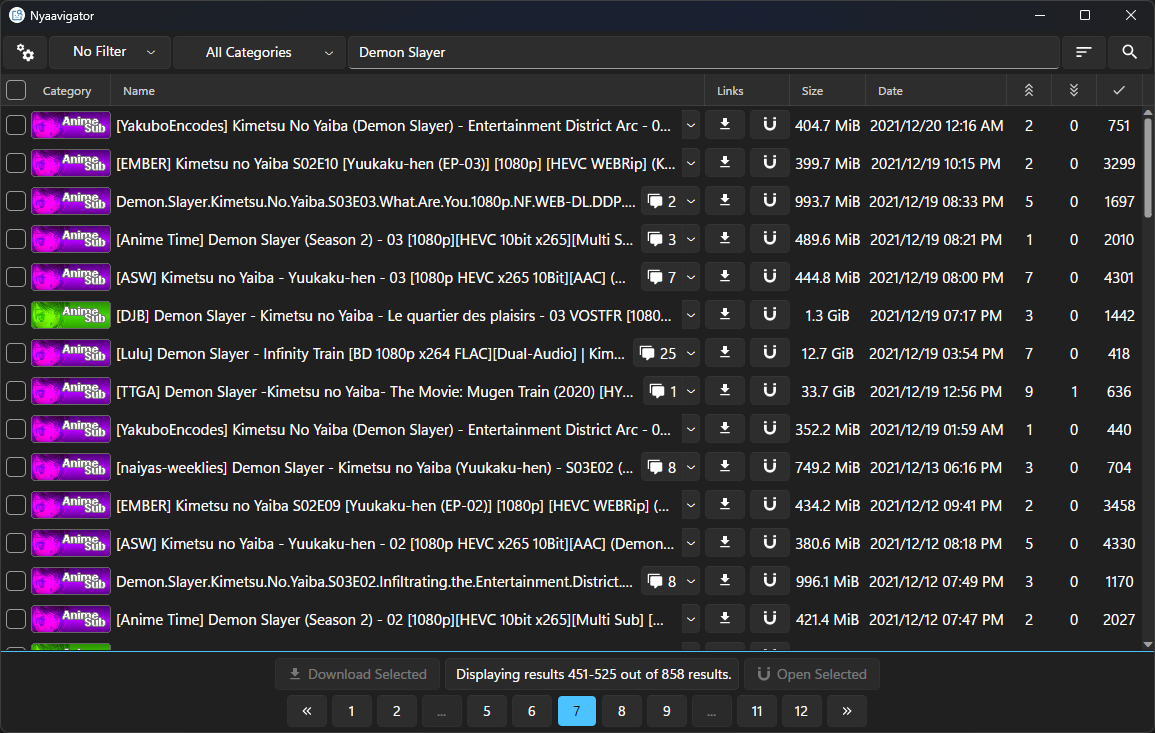 Nyaavigator
No Filter All Categories Demon Slayer
Category Name Links Size Date
Anime Sub [YakuboEncodes] Kimetsu No Yaiba (Demon Slayer) - Entertainment District Arc - 0... 404.7 MiB 2021/12/20 12:16 AM 2 0 751
Anime Sub [EMBER] Kimetsu no Yaiba S02E10 [Yuukaku-hen (EP-03)] [1080p] [HEVC WEBRip] (K... 399.7 MiB 2021/12/19 10:15 PM 2 0 3299
Anime Sub Demon.Slayer.Kimetsu.No.Yaiba.S03E03.What.Are.You.1080p.NF.WEB-DL.DDP.... 2 993.7 MiB 2021/12/19 08:33 PM 5 0 1697
Anime Sub [Anime Time] Demon Slayer (Season 2) - 03 [1080p][HEVC 10bit x265][Multi S... 3 489.6 MiB 2021/12/19 08:21 PM 1 0 2010
Anime Sub [ASW] Kimetsu no Yaiba - Yuukaku-hen - 03 [1080p HEVC x265 10Bit][AAC] (... 7 444.8 MiB 2021/12/19 08:00 PM 7 0 4301
Anime Sub [DJB] Demon Slayer - Kimetsu no Yaiba - Le quartier des plaisirs - 03 VOSTFR [1080... 1.3 GiB 2021/12/19 07:17 PM 3 0 1442
Anime Sub [Lulu] Demon Slayer - Infinity Train [BD 1080p x264 FLAC][Dual-Audio] | Kim... 25 12.7 GiB 2021/12/19 03:54 PM 7 0 418
Anime Sub [TTGA] Demon Slayer -Kimetsu no Yaiba- The Movie: Mugen Train (2020) [HY... 1 33.7 GiB 2021/12/19 12:56 PM 9 1 636
Anime Sub [YakuboEncodes] Kimetsu No Yaiba (Demon Slayer) - Entertainment District Arc - 0... 352.2 MiB 2021/12/19 01:59 AM 1 0 440
Anime Sub [naiyas-weeklies] Demon Slayer - Kimetsu no Yaiba (Yuukaku-hen) - S03E02 (... 8 749.2 MiB 2021/12/13 06:16 PM 3 0 704
Anime Sub [EMBER] Kimetsu no Yaiba S02E09 [Yuukaku-hen (EP-02)] [1080p] [HEVC WEBRip] (... 434.2 MiB 2021/12/12 09:41 PM 2 0 3458
Anime Sub [ASW] Kimetsu no Yaiba - Yuukaku-hen - 02 [1080p HEVC x265 10Bit][AAC] (Demon... 380.6 MiB 2021/12/12 08:18 PM 5 0 4330
Anime Sub Demon.Slayer.Kimetsu.No.Yaiba.S03E02.Infiltrating.the.Entertainment.District.... 8 996.1 MiB 2021/12/12 07:49 PM 3 0 1170
Anime Sub [Anime Time] Demon Slayer (Season 2) - 02 [1080p][HEVC 10bit x265][Multi Sub] [... 421.4 MiB 2021/12/12 07:47 PM 2 0 2027
Download Selected Displaying results 451-525 out of 858 results. Open Selected
« 1 2 ... 5 6 7 8 9 ... 11 12 »